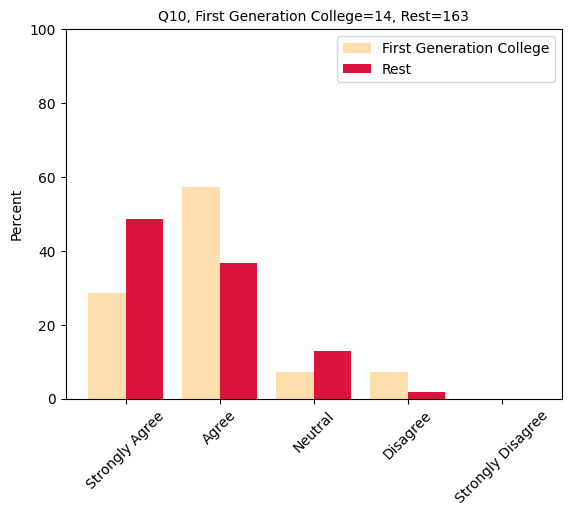 Q10, First Generation College=14, Rest=163
First Generation College
Rest
Percent
100
80
60
40
20
0
Strongly Agree
Agree
Neutral
Disagree
Strongly Disagree